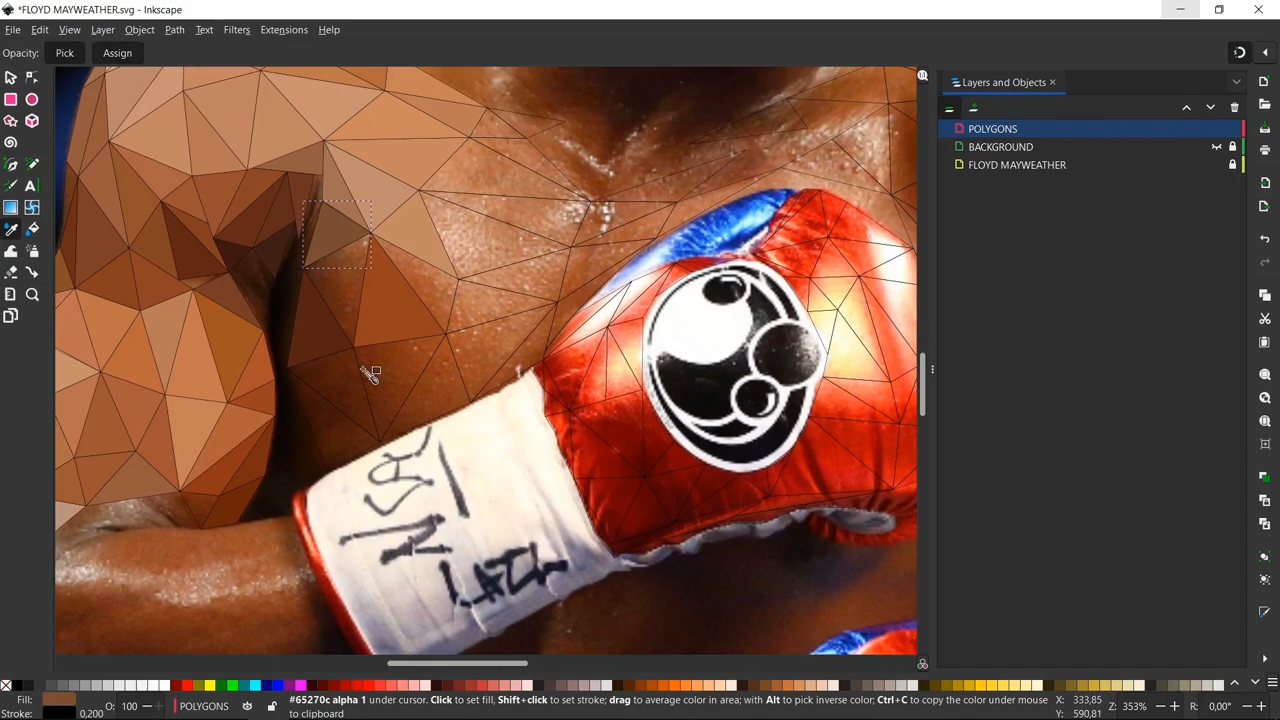 *FLOYD MAYWEATHER.svg - Inkscape
File Edit View Layer Object Path Text Filters Extensions Help
Opacity: Pick Assign
Layers and Objects
POLYGONS
BACKGROUND
FLOYD MAYWEATHER
Fill:
Stroke: 0,200
O: 100
POLYGONS
#65270c alpha 1 under cursor. Click to set fill, Shift+click to set stroke; drag to average color in area; with Alt to pick inverse color; Ctrl+C to copy the color under mouse to clipboard
X: 333,85
Y: 590,81
Z: 353%
R: 0,00°